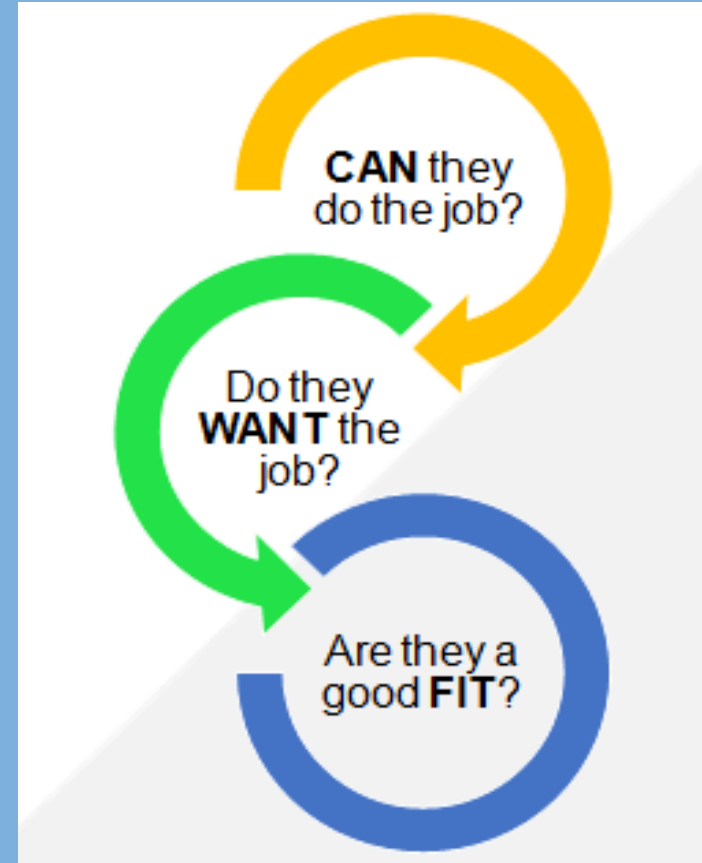 CAN they
do the job?
Do they
WANT the
job?
Are they a
good FIT?